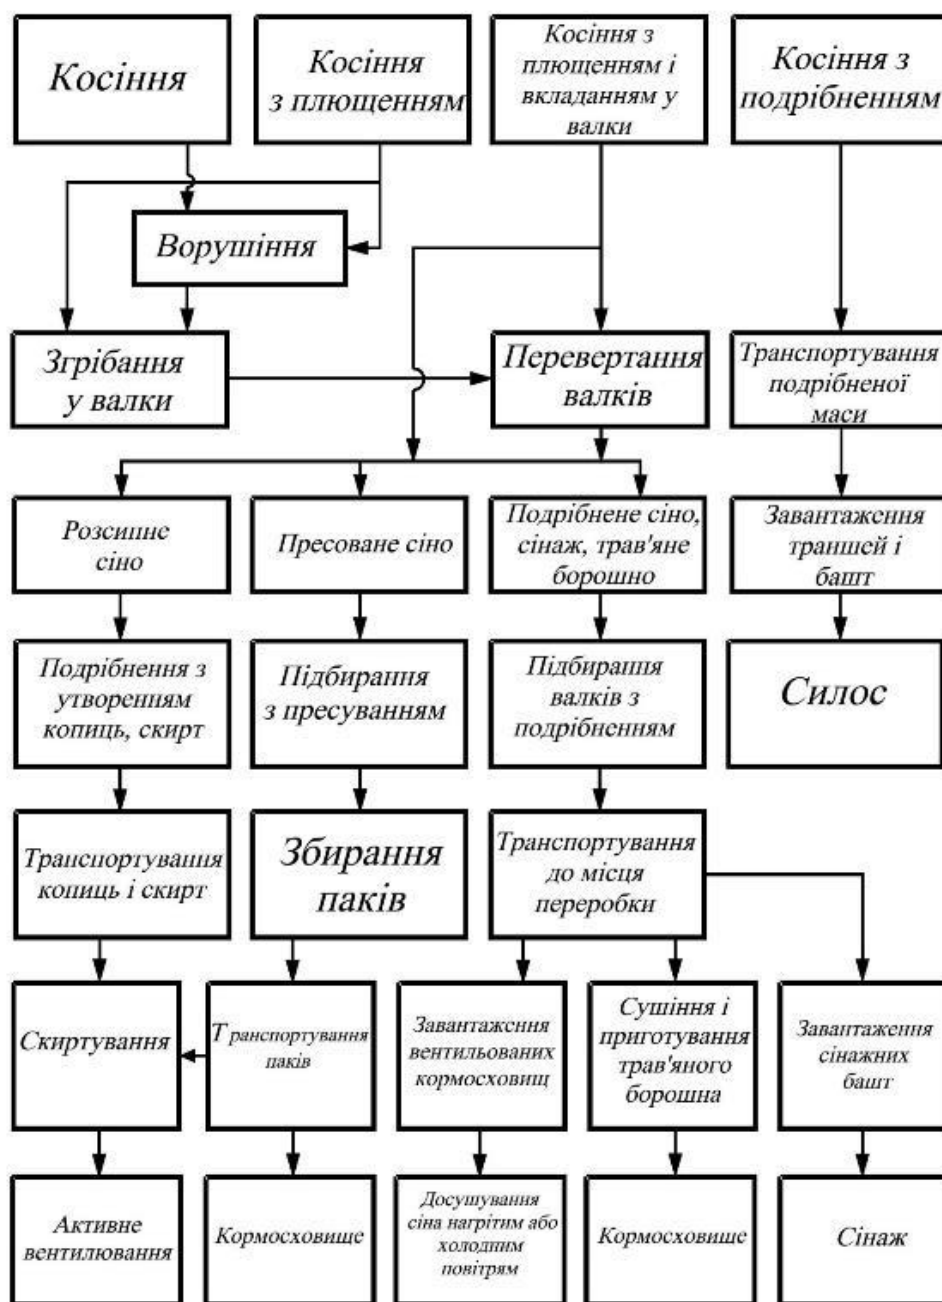 Косіння
Косіння
з плющенням
Косіння з
плющенням і
вкладанням у
валки
Косіння з
подрібненням
Ворушіння
Згрібання
у валки
Перевертання
валків
Транспортування
подрібненої
маси
Розсипне
сіно
Пресоване сіно
Подрібнене сіно,
сінаж, трав'яне
борошно
Завантаження
траншей і
башт
Подрібнення з
утворенням
копиць, скирт
Підбирання
з пресуванням
Підбирання
валків з
подрібненням
Силос
Транспортування
копиць і скирт
Збирання
паків
Транспортування
до місця
переробки
Скиртування
Т ранспортування
паків
Завантаження
вентильованих
кормосховищ
Сушіння і
приготування
трав'яного
борошна
Завантаження
сінажних
башт
Активне
вентилювання
Кормосховище
Досушування
сіна нагрітим або
холодним
повітрям
Кормосховище
Сінаж